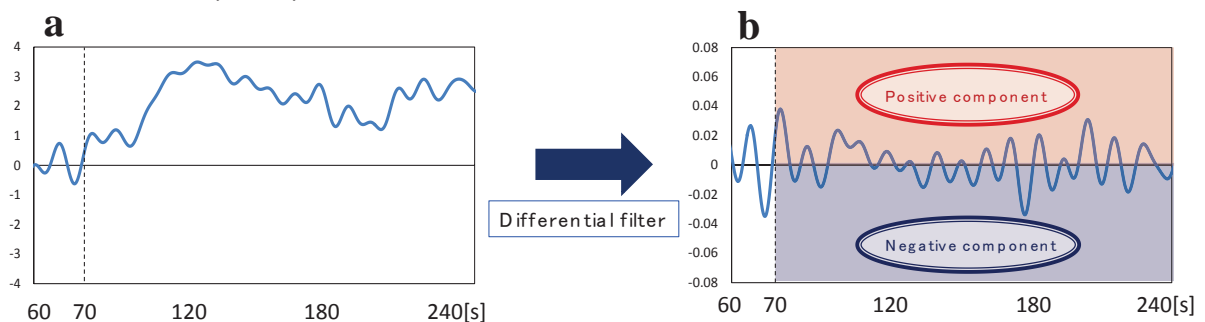 a
4
3
2
1
0
-1
-2
-3
-4
60 70 120 180 240[s]
Differential filter
b
0.08
0.06
0.04
0.02
0
-0.02
-0.04
-0.06
-0.08
Positive component
Negative component
60 70 120 180 240[s]